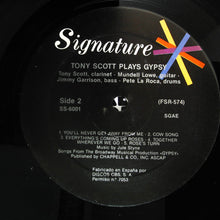 Signature
TONY SCOTT PLAYS GYPSY
Tony Scott, clarinet - Mundell Lowe, guitar -
Jimmy Garrison, bass - Pete La Roca, drums
Side 2
(FSR-574)
SS-6001
SGAE
1- YOU'LL NEVER GET AWAY FROM ME - 2- COW SONG
3- EVERYTHING'S COMING UP ROSES - 4- TOGETHER
WHEREVER WE GO - 5- ROSE'S TURN
Music by Jule Styne
Songs From The Broadway Musical Production «GYPSY»
Published by CHAPPELL & CO., INC. ASCAP
Fabricado en España por
DISCOS CBS, S. A.
Permiso n.º 7053